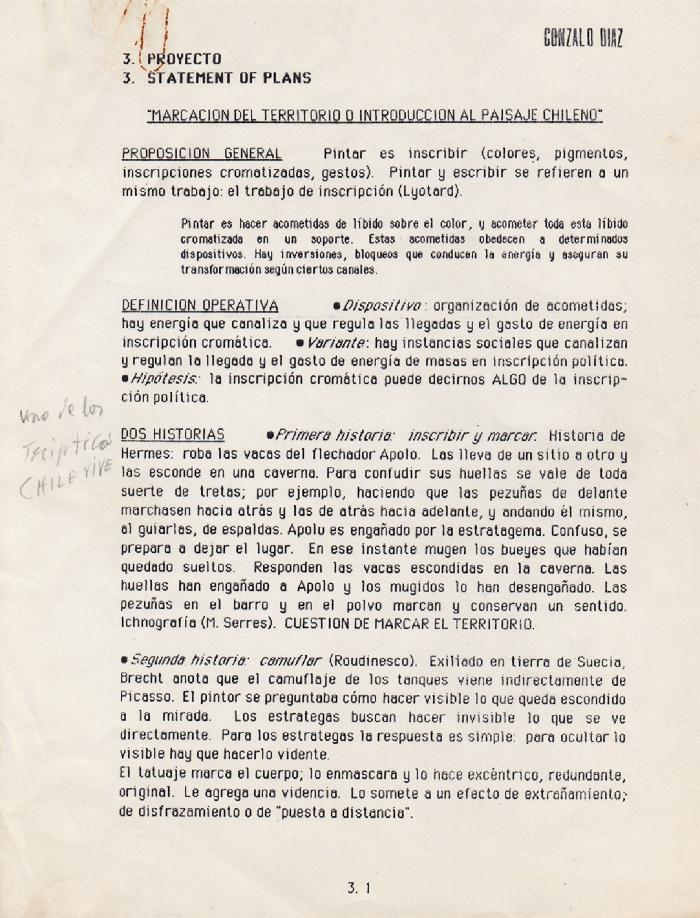 GONZALO DIAZ
3. PROYECTO
3. STATEMENT OF PLANS
"MARCACION DEL TERRITORIO O INTRODUCCION AL PAISAJE CHILENO"
PROPOSICION GENERAL Pintar es inscribir (colores, pigmentos,
inscripciones cromatizadas, gestos). Pintar y escribir se refieren a un
mismo trabajo: el trabajo de inscripción (Lyotard).
Pintar es hacer acometidas de líbido sobre el color, y acometer toda esta líbido
cromatizada en un soporte. Estas acometidas obedecen a determinados
dispositivos. Hay inversiones, bloqueos que conducen la energía y aseguran su
transformación según ciertos canales.
DEFINICION OPERATIVA •Dispositivo: organización de acometidas;
hay energía que canaliza y que regula las llegadas y el gasto de energía en
inscripción cromática. •Variante: hay instancias sociales que canalizan
y regulan la llegada y el gasto de energía de masas en inscripción política.
•Hipótesis: la inscripción cromática puede decirnos ALGO de la inscrip-
ción política.
uno de los
Trípticos
CHILE VIVE
DOS HISTORIAS •Primera historia: inscribir y marcar. Historia de
Hermes: roba las vacas del flechador Apolo. Las lleva de un sitio a otro y
las esconde en una caverna. Para confudir sus huellas se vale de toda
suerte de tretas; por ejemplo, haciendo que las pezuñas de delante
marchasen hacia atrás y las de atrás hacia adelante, y andando él mismo,
al guiarlas, de espaldas. Apolo es engañado por la estratagema. Confuso, se
prepara a dejar el lugar. En ese instante mugen los bueyes que habían
quedado sueltos. Responden las vacas escondidas en la caverna. Las
huellas han engañado a Apolo y los mugidos lo han desengañado. Las
pezuñas en el barro y en el polvo marcan y conservan un sentido.
Ichnografía (M. Serres). CUESTION DE MARCAR EL TERRITORIO.
•Segunda historia: camuflar (Roudinesco). Exiliado en tierra de Suecia,
Brecht anota que el camuflaje de los tanques viene indirectamente de
Picasso. El pintor se preguntaba cómo hacer visible lo que queda escondido
a la mirada. Los estrategas buscan hacer invisible lo que se ve
directamente. Para los estrategas la respuesta es simple: para ocultar lo
visible hay que hacerlo vidente.
El tatuaje marca el cuerpo; lo enmascara y lo hace excéntrico, redundante,
original. Le agrega una videncia. Lo somete a un efecto de extrañamiento;
de disfrazamiento o de "puesta a distancia".
3. 1